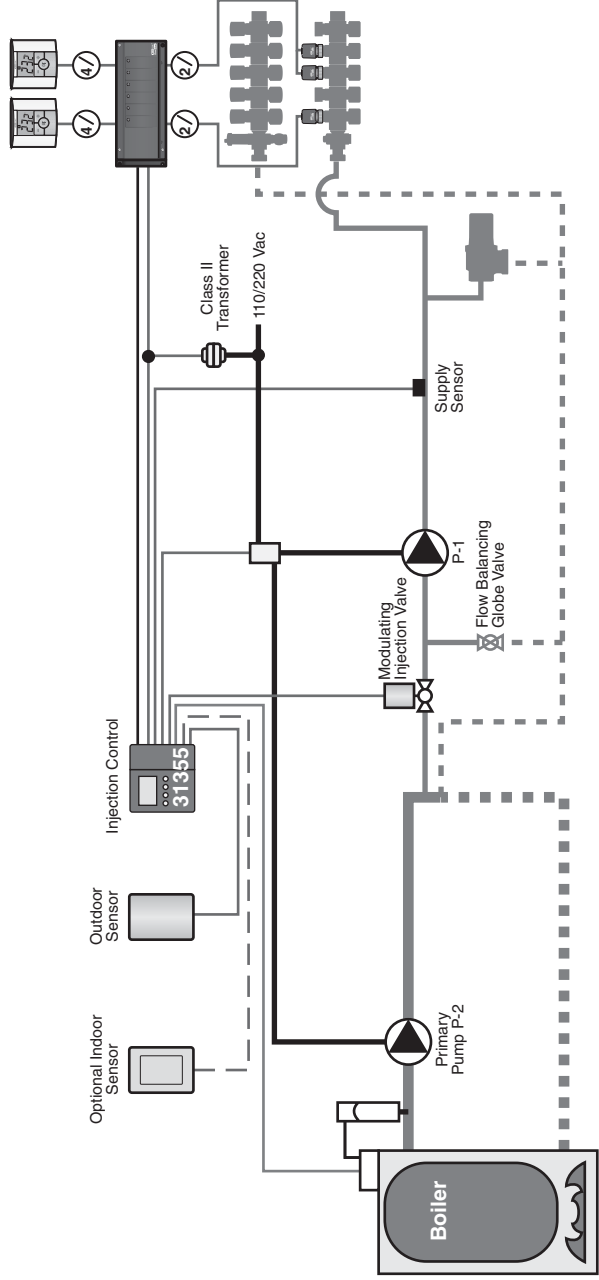 Optional Indoor
Sensor
Outdoor
Sensor
Injection Control
31355
Class II
Transformer
110/220 Vac
4/
4/
2/
2/
Modulating
Injection Valve
Supply
Sensor
P-1
Flow Balancing
Globe Valve
Primary
Pump P-2
Boiler